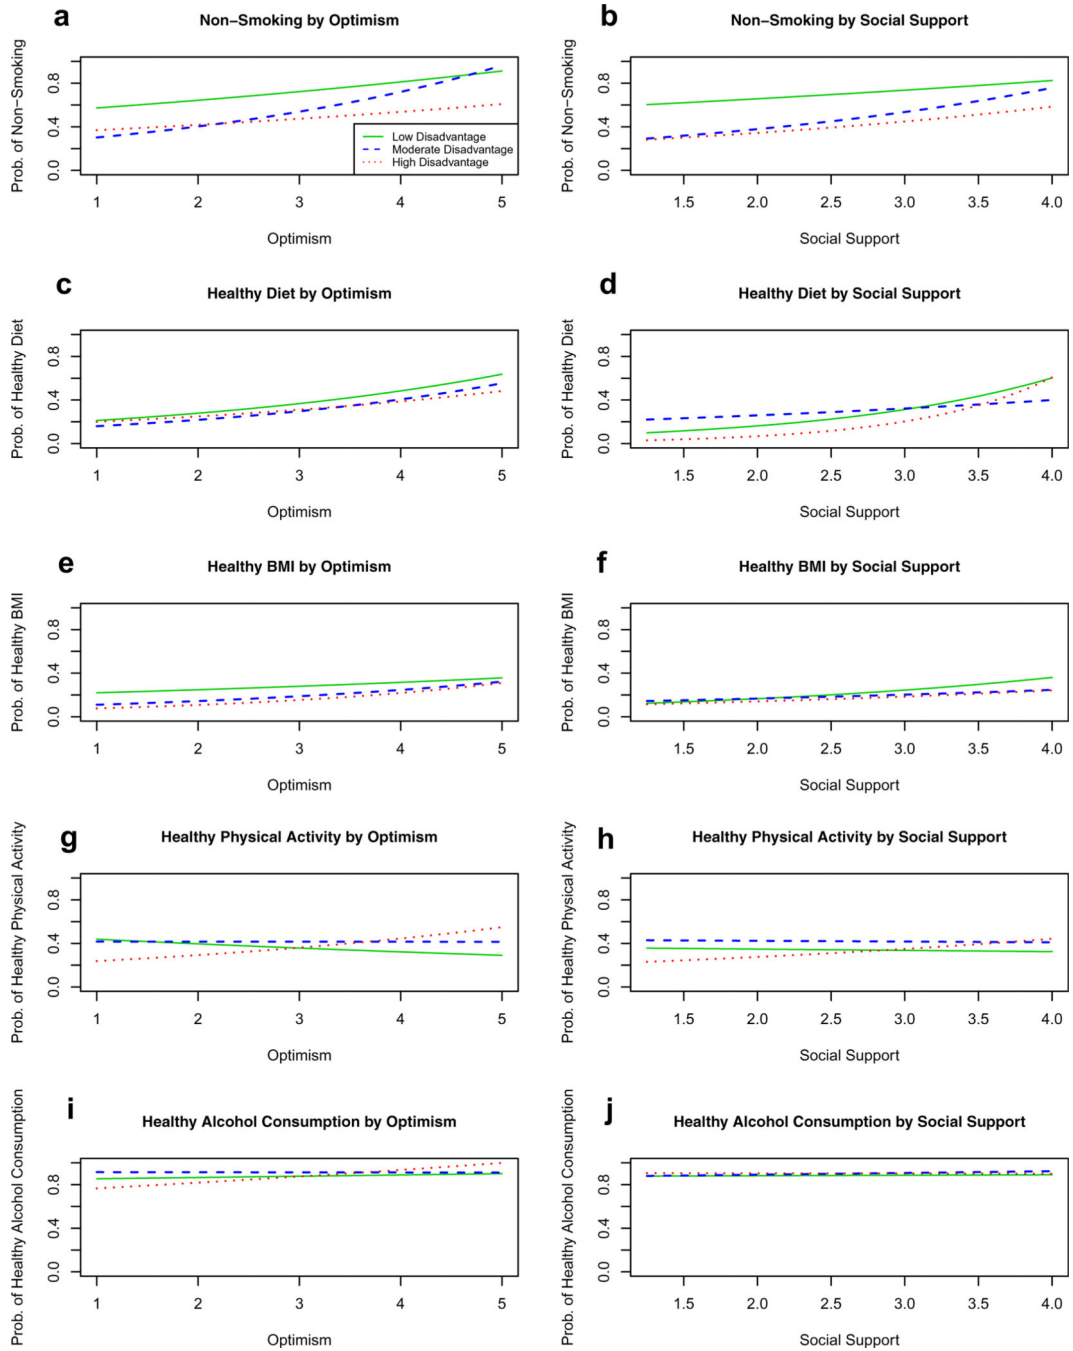 a
Non−Smoking by Optimism
Prob. of Non−Smoking
0.0 0.4 0.8
Low Disadvantage
Moderate Disadvantage
High Disadvantage
1 2 3 4 5
Optimism
b
Non−Smoking by Social Support
Prob. of Non−Smoking
0.0 0.4 0.8
1.5 2.0 2.5 3.0 3.5 4.0
Social Support
c
Healthy Diet by Optimism
Prob. of Healthy Diet
0.0 0.4 0.8
1 2 3 4 5
Optimism
d
Healthy Diet by Social Support
Prob. of Healthy Diet
0.0 0.4 0.8
1.5 2.0 2.5 3.0 3.5 4.0
Social Support
e
Healthy BMI by Optimism
Prob. of Healthy BMI
0.0 0.4 0.8
1 2 3 4 5
Optimism
f
Healthy BMI by Social Support
Prob. of Healthy BMI
0.0 0.4 0.8
1.5 2.0 2.5 3.0 3.5 4.0
Social Support
g
Healthy Physical Activity by Optimism
Prob. of Healthy Physical Activity
0.0 0.4 0.8
1 2 3 4 5
Optimism
h
Healthy Physical Activity by Social Support
Prob. of Healthy Physical Activity
0.0 0.4 0.8
1.5 2.0 2.5 3.0 3.5 4.0
Social Support
i
Healthy Alcohol Consumption by Optimism
Prob. of Healthy Alcohol Consumption
0.0 0.4 0.8
1 2 3 4 5
Optimism
j
Healthy Alcohol Consumption by Social Support
Prob. of Healthy Alcohol Consumption
0.0 0.4 0.8
1.5 2.0 2.5 3.0 3.5 4.0
Social Support